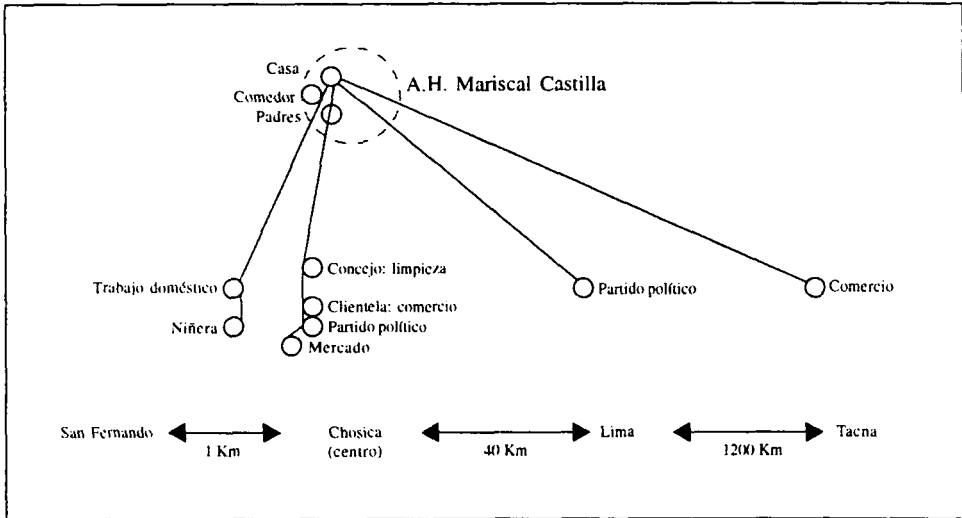 Casa
A.H. Mariscal Castilla
Comedor
Padres
Concejo: limpieza
Trabajo doméstico
Partido político
Comercio
Clientela: comercio
Niñera
Partido político
Mercado
San Fernando
1 Km
Chosica
(centro)
40 Km
Lima
1200 Km
Tacna